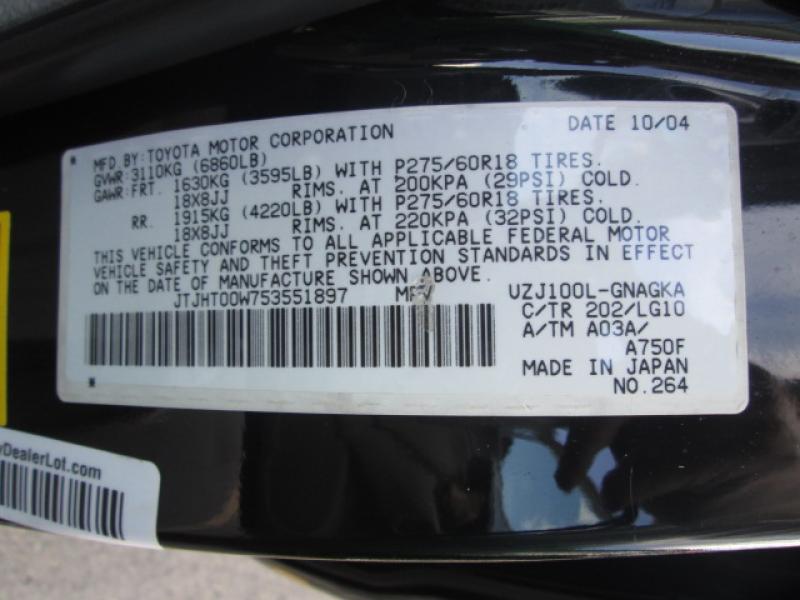 MFD.BY:TOYOTA MOTOR CORPORATION DATE 10/04
GVWR:3110KG (6860LB)
GAWR:FRT. 1630KG (3595LB) WITH P275/60R18 TIRES.
18X8JJ RIMS. AT 200KPA (29PSI) COLD.
RR. 1915KG (4220LB) WITH P275/60R18 TIRES.
18X8JJ RIMS. AT 220KPA (32PSI) COLD.
THIS VEHICLE CONFORMS TO ALL APPLICABLE FEDERAL MOTOR
VEHICLE SAFETY AND THEFT PREVENTION STANDARDS IN EFFECT
ON THE DATE OF MANUFACTURE SHOWN ABOVE.
JTJHT00W753551897 UZJ100L-GNAGKA
C/TR 202/LG10
A/TM A03A/
A750F
MADE IN JAPAN
NO.264
yDealerLot.com